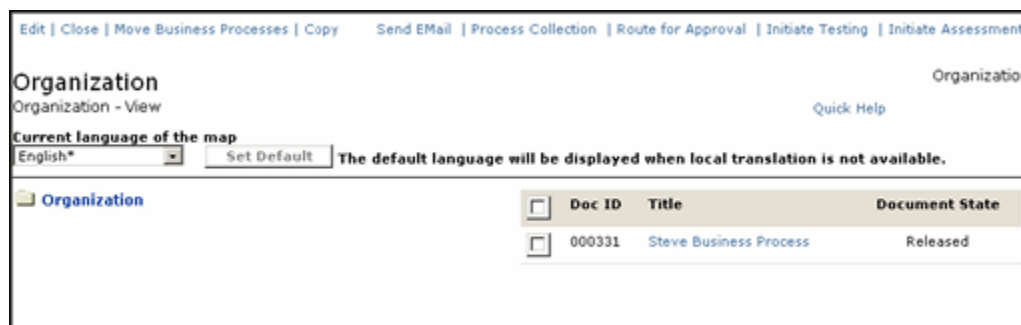 Edit | Close | Move Business Processes | Copy Send EMail | Process Collection | Route for Approval | Initiate Testing | Initiate Assessment
Organization
Organizatio
Organization - View
Quick Help
Current language of the map
English* Set Default The default language will be displayed when local translation is not available.
Organization
Doc ID Title Document State
000331 Steve Business Process Released